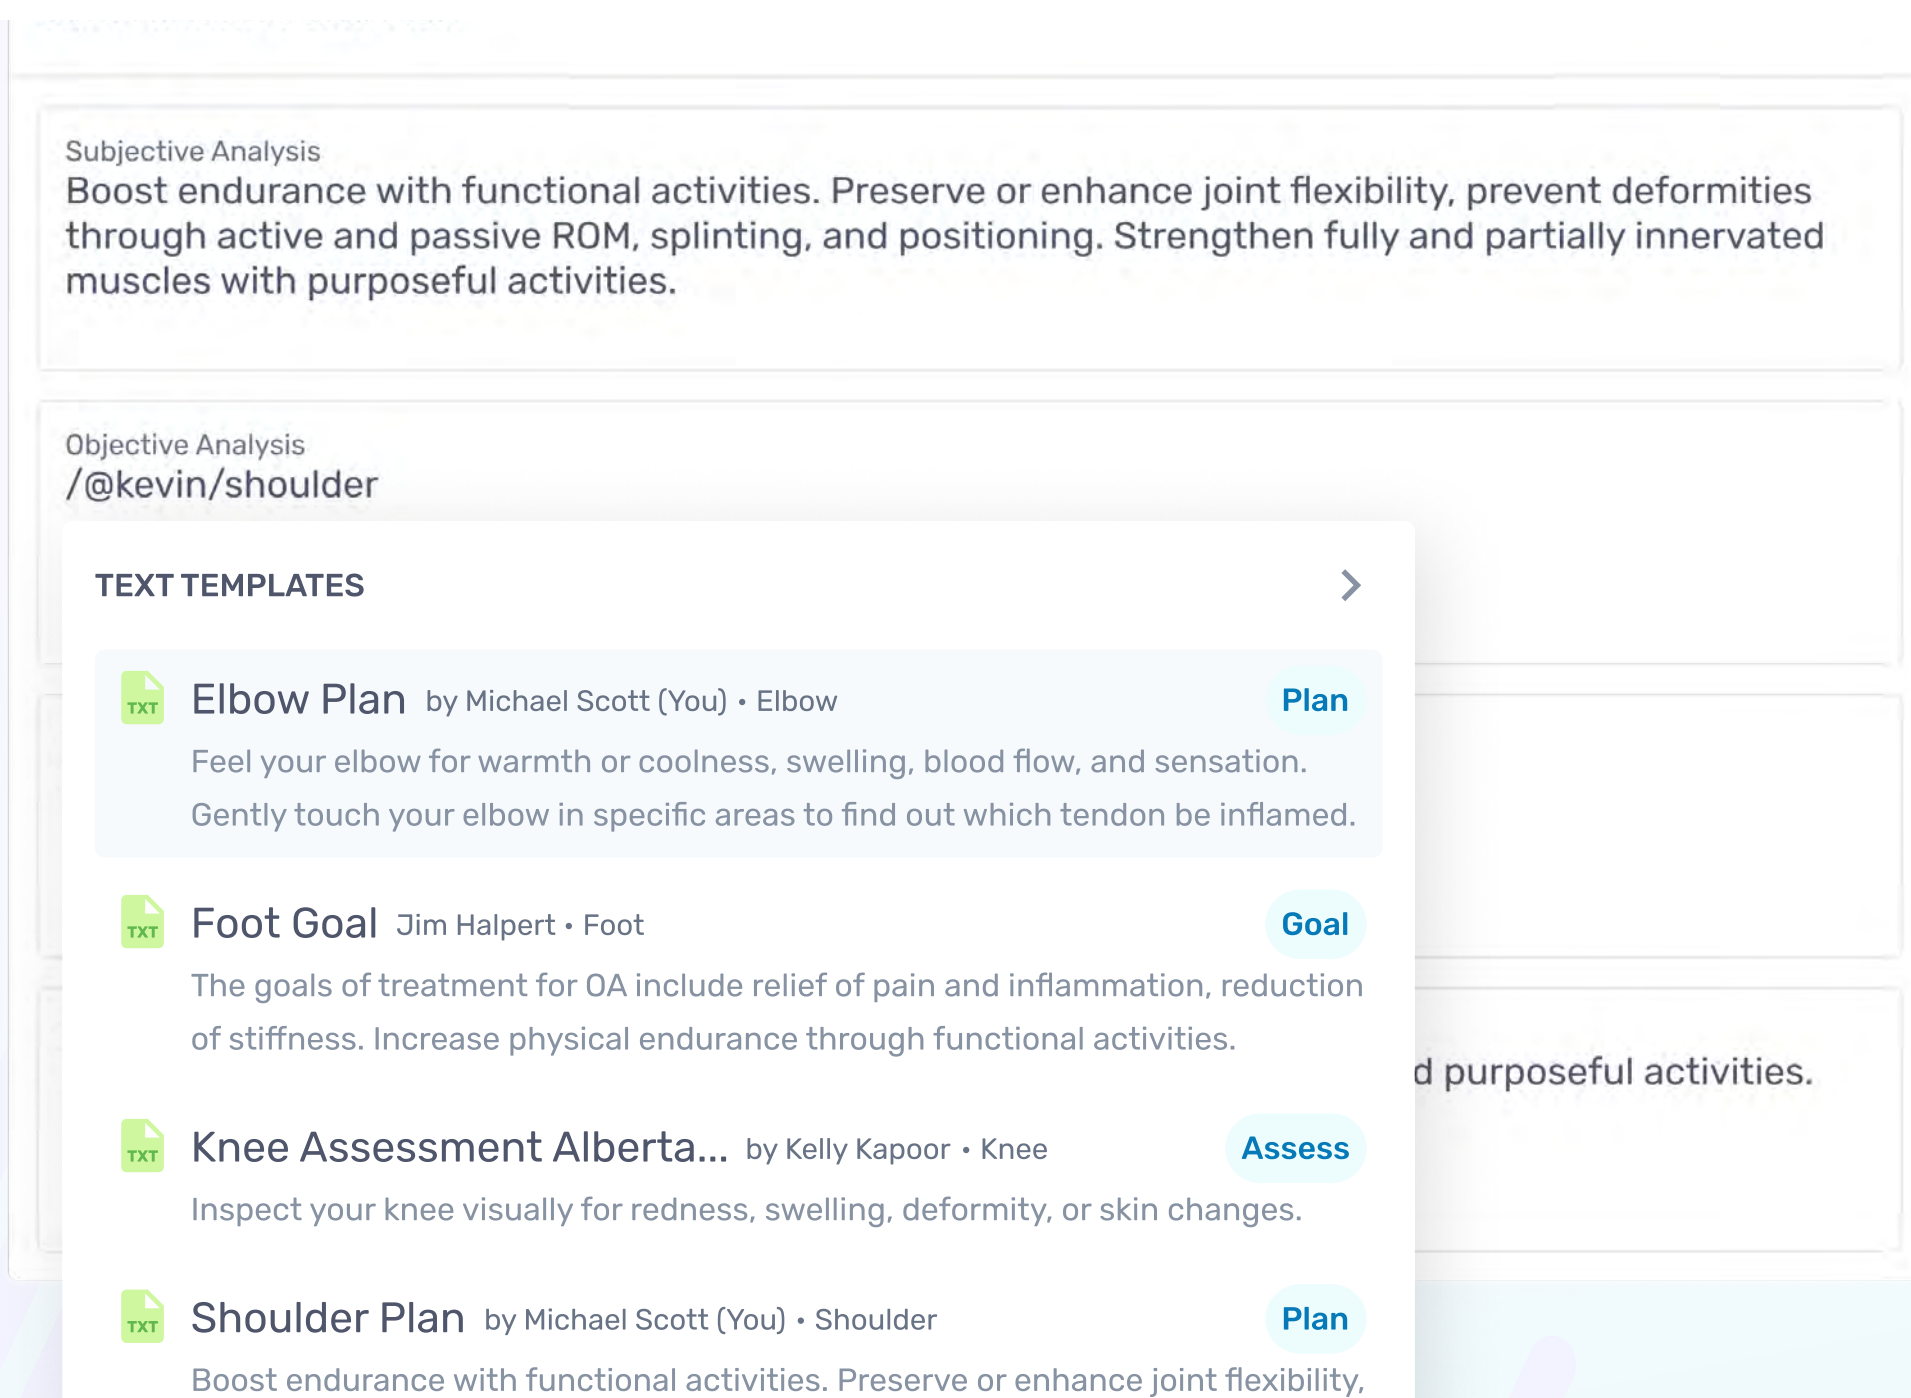 Subjective Analysis
Boost endurance with functional activities. Preserve or enhance joint flexibility, prevent deformities
through active and passive ROM, splinting, and positioning. Strengthen fully and partially innervated
muscles with purposeful activities.
Objective Analysis
/@kevin/shoulder
TEXT TEMPLATES
TXT Elbow Plan by Michael Scott (You) • Elbow Plan
Feel your elbow for warmth or coolness, swelling, blood flow, and sensation.
Gently touch your elbow in specific areas to find out which tendon be inflamed.
TXT Foot Goal Jim Halpert • Foot Goal
The goals of treatment for OA include relief of pain and inflammation, reduction
of stiffness. Increase physical endurance through functional activities.
d purposeful activities.
TXT Knee Assessment Alberta... by Kelly Kapoor • Knee Assess
Inspect your knee visually for redness, swelling, deformity, or skin changes.
TXT Shoulder Plan by Michael Scott (You) • Shoulder Plan
Boost endurance with functional activities. Preserve or enhance joint flexibility,